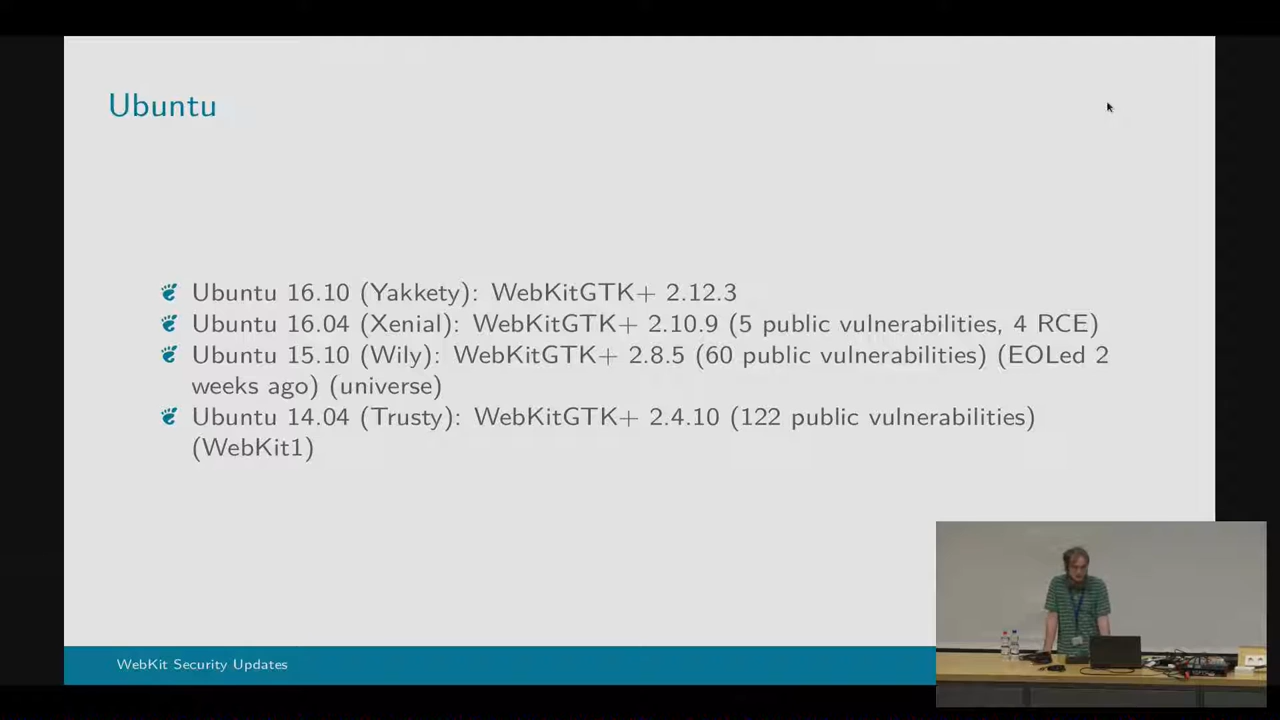 Ubuntu
Ubuntu 16.10 (Yakkety): WebKitGTK+ 2.12.3
Ubuntu 16.04 (Xenial): WebKitGTK+ 2.10.9 (5 public vulnerabilities, 4 RCE)
Ubuntu 15.10 (Wily): WebKitGTK+ 2.8.5 (60 public vulnerabilities) (EOLed 2
weeks ago) (universe)
Ubuntu 14.04 (Trusty): WebKitGTK+ 2.4.10 (122 public vulnerabilities)
(WebKit1)
WebKit Security Updates